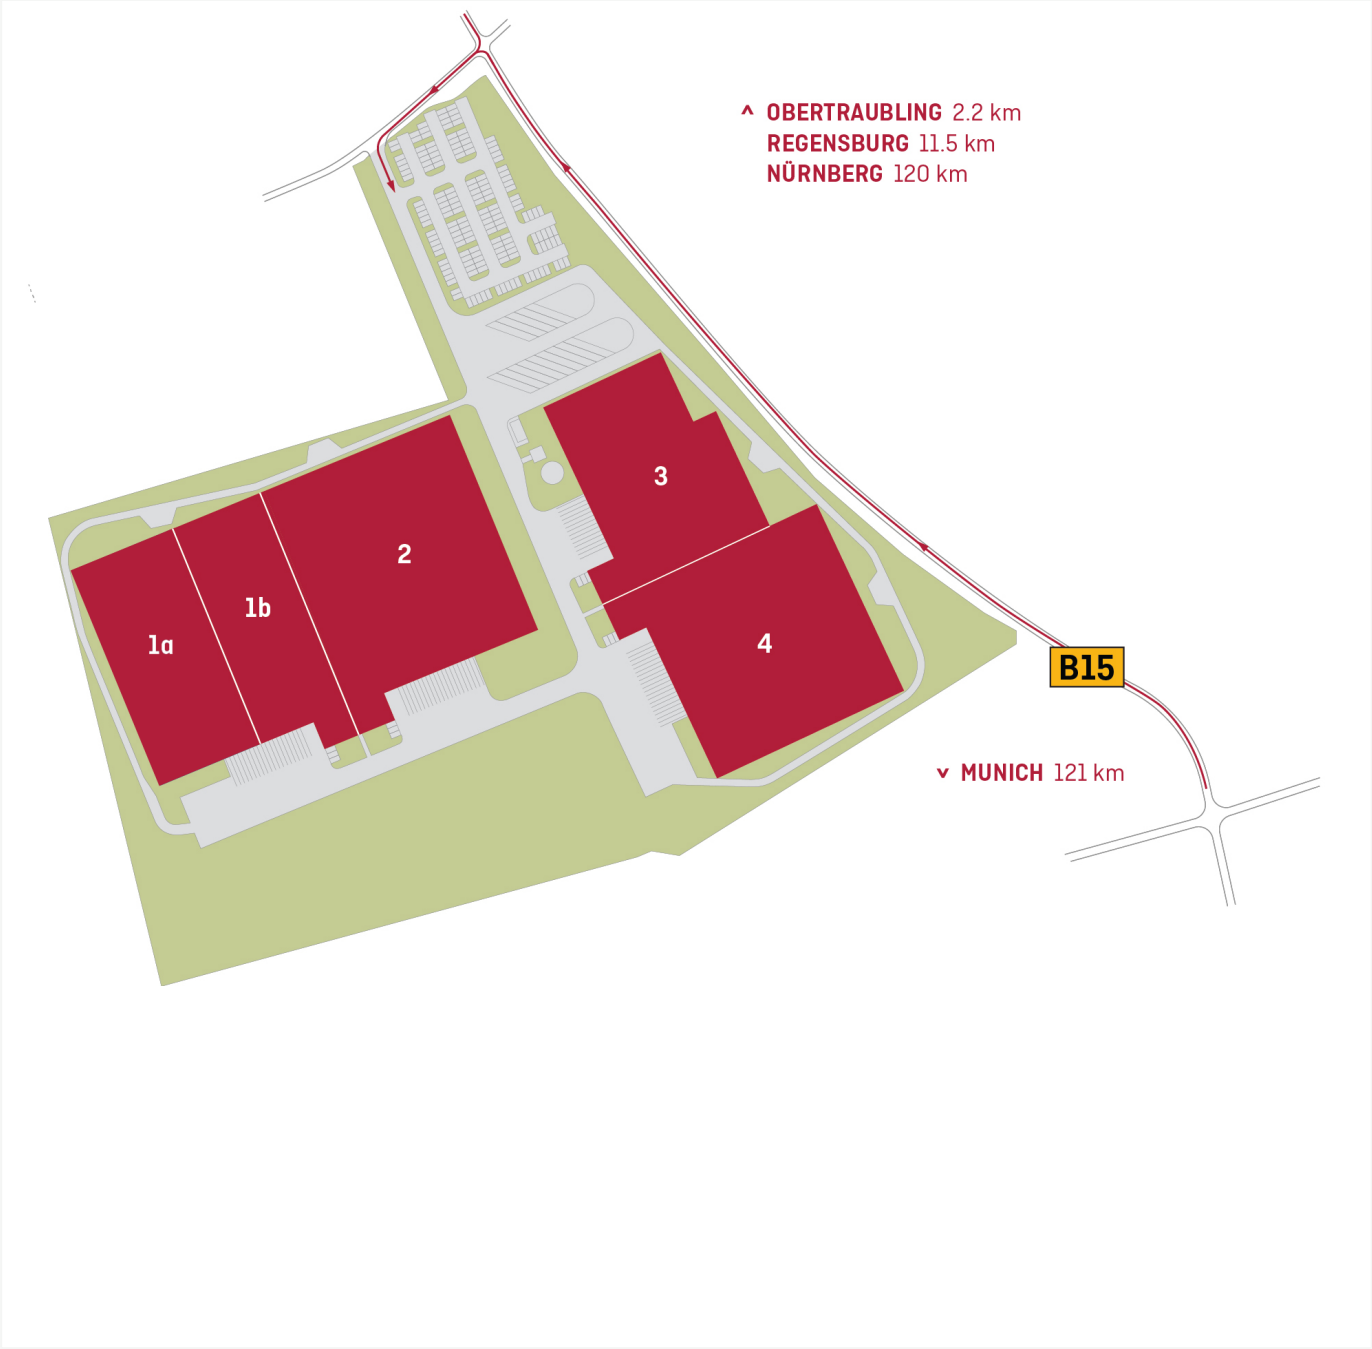 ^ OBERTRAUBLING 2.2 km
REGENSBURG 11.5 km
NÜRNBERG 120 km
3
2
1b
1a
4
B15
˅ MUNICH 121 km